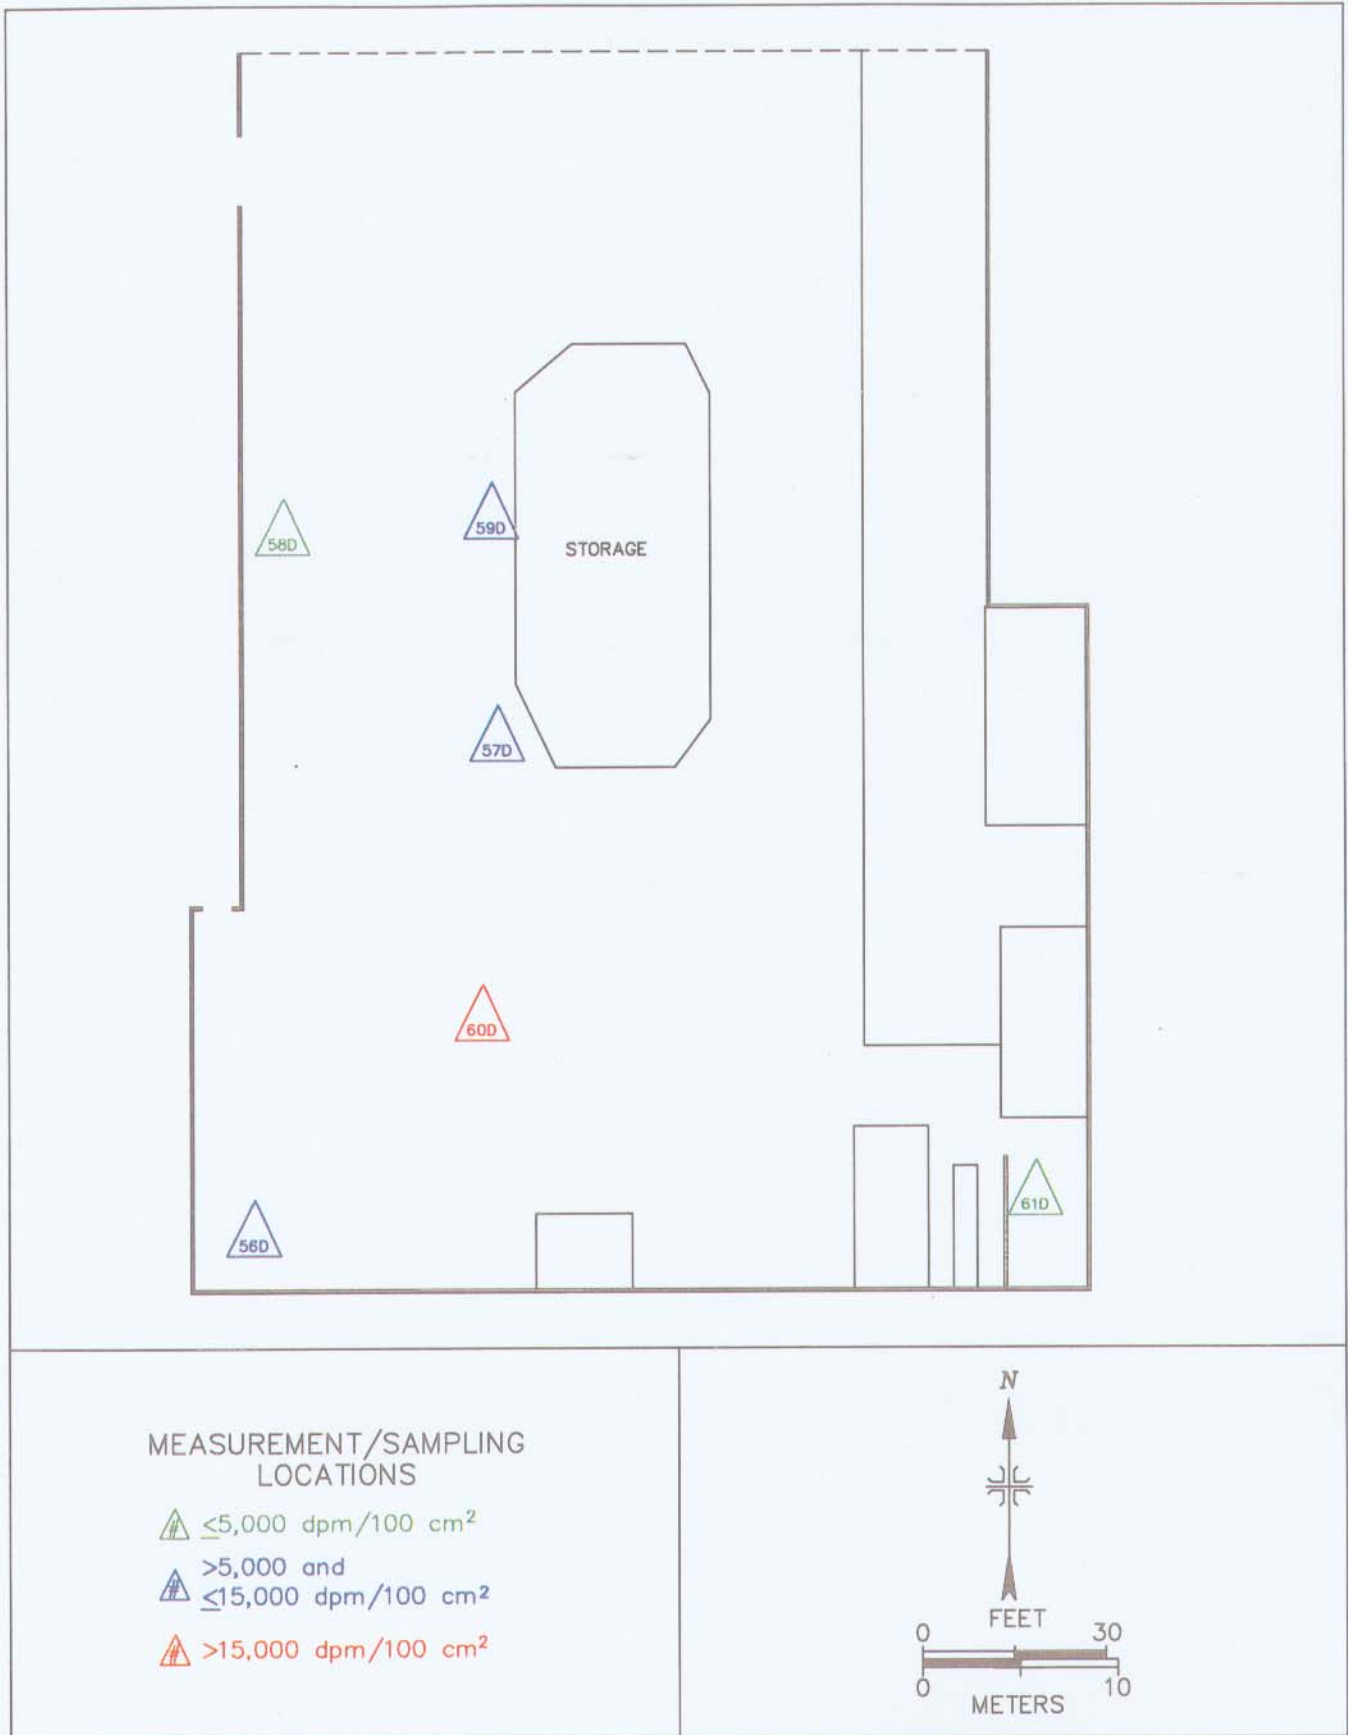 59D
58D
STORAGE
57D
60D
61D
56D
MEASUREMENT/SAMPLING
LOCATIONS
# ≤5,000 dpm/100 cm²
# >5,000 and
≤15,000 dpm/100 cm²
# >15,000 dpm/100 cm²
N
FEET
0 30
0 10
METERS